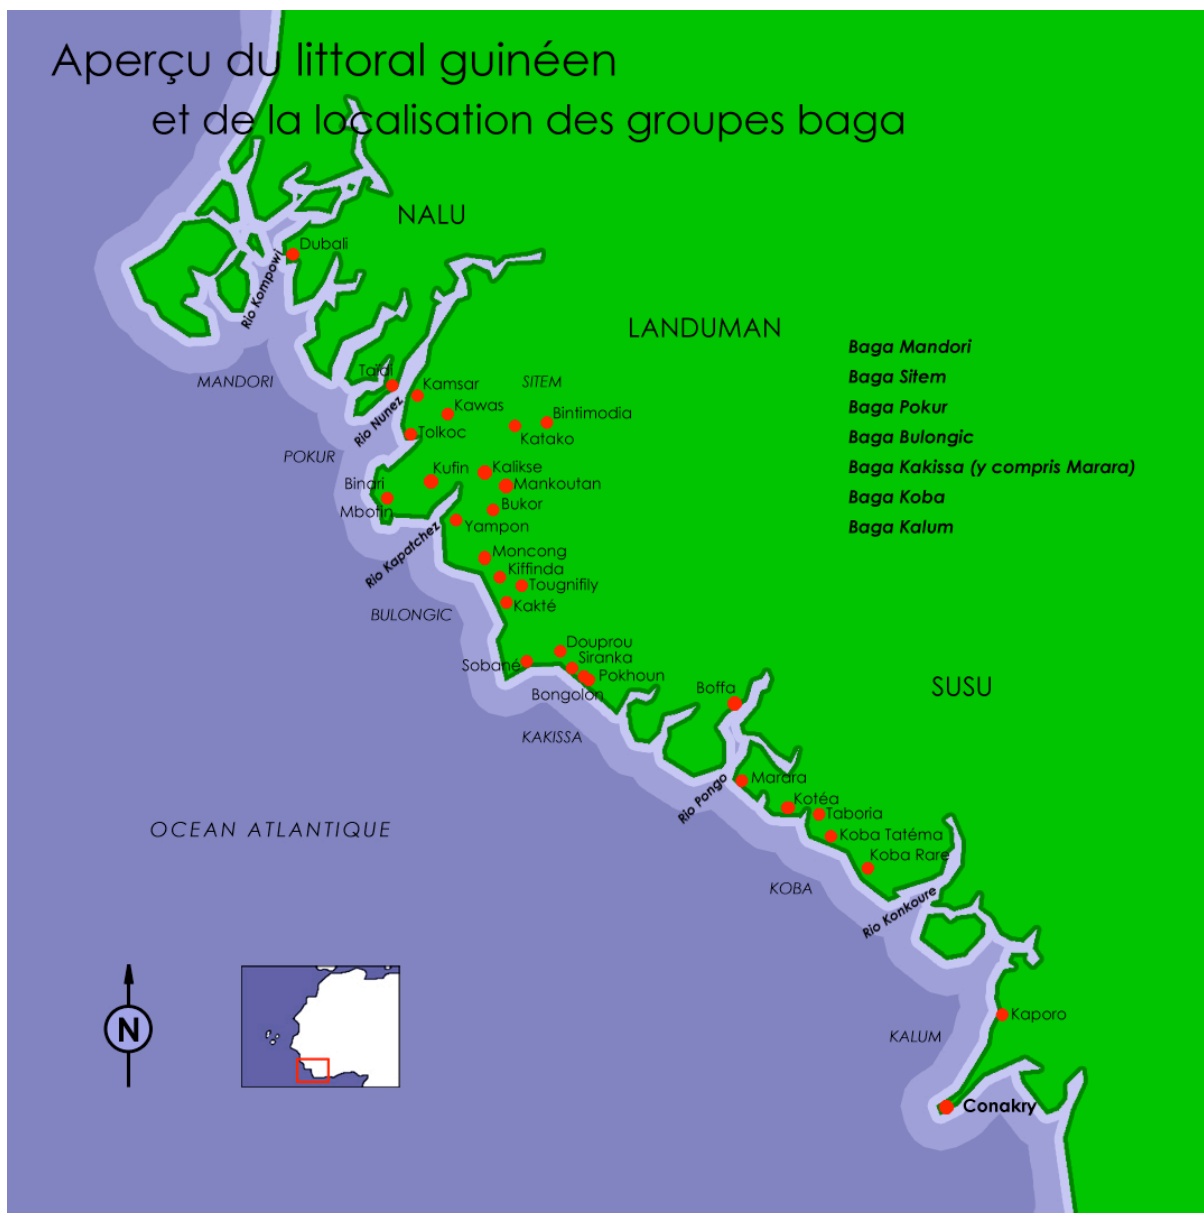 Aperçu du littoral guinéen
et de la localisation des groupes baga
NALU
Dubali
Rio Kompowi
LANDUMAN
MANDORI
Taïdi
Kamsar
SITEM
Kawas
Rio Nunez
Bintimodia
Katako
Tolkoc
POKUR
Kufin
Kalikse
Binari
Mankoutan
Mbotin
Bukor
Yampon
Rio Kapatchez
Moncong
Kiffinda
Tougnifily
Kakté
BULONGIC
Baga Mandori
Baga Sitem
Baga Pokur
Baga Bulongic
Baga Kakissa (y compris Marara)
Baga Koba
Baga Kalum
Douprou
Siranka
Sobané
Pokhoun
Bongolon
Boffa
SUSU
KAKISSA
Rio Pongo
Marara
Kotéa
Taboria
Koba Tatéma
Koba Rare
OCEAN ATLANTIQUE
KOBA
Rio Konkoure
N
Kaporo
KALUM
Conakry